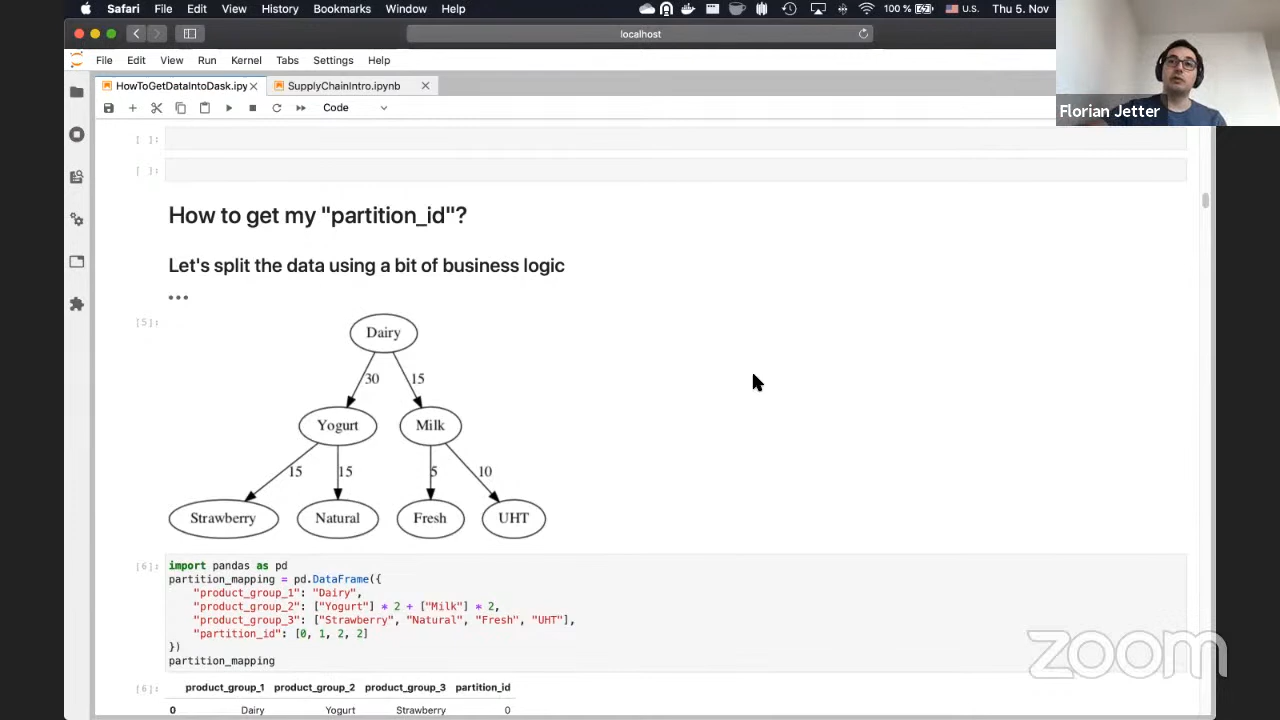 Safari File Edit View History Bookmarks Window Help 100 % U.S. Thu 5. Nov
localhost
Florian Jetter
File Edit View Run Kernel Tabs Settings Help
HowToGetDataIntoDask.ipy SupplyChainIntro.ipynb
Code
[ ]:
[ ]:
How to get my "partition_id"?
Let's split the data using a bit of business logic
[5]:
Dairy
30 15
Yogurt Milk
15 15 5 10
Strawberry Natural Fresh UHT
[6]: import pandas as pd
partition_mapping = pd.DataFrame({
"product_group_1": "Dairy",
"product_group_2": ["Yogurt"] * 2 + ["Milk"] * 2,
"product_group_3": ["Strawberry", "Natural", "Fresh", "UHT"],
"partition_id": [0, 1, 2, 2]
})
partition_mapping
[6]: product_group_1 product_group_2 product_group_3 partition_id
0 Dairy Yogurt Strawberry 0
zoom